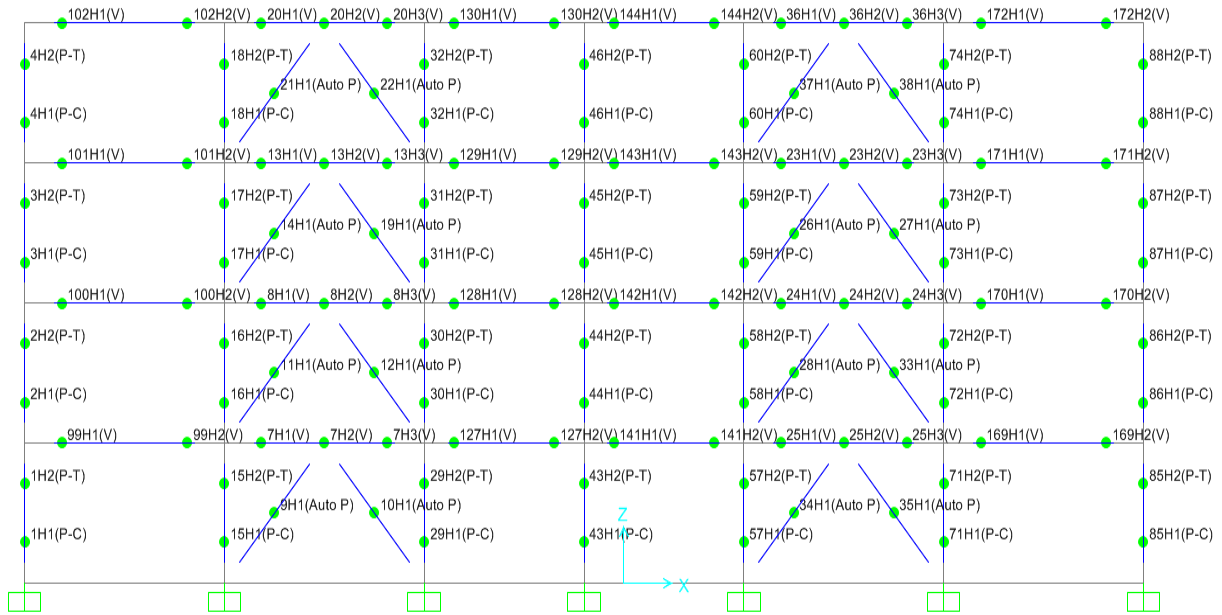 102H1(V) 102H2(V) 20H1(V) 20H2(V) 20H3(V) 130H1(V) 130H2(V) 144H1(V) 144H2(V) 36H1(V) 36H2(V) 36H3(V) 172H1(V) 172H2(V)
4H2(P-T) 18H2(P-T) 32H2(P-T) 46H2(P-T) 60H2(P-T) 74H2(P-T) 88H2(P-T)
21H1(Auto P) 22H1(Auto P) 37H1(Auto P) 38H1(Auto P)
4H1(P-C) 18H1(P-C) 32H1(P-C) 46H1(P-C) 60H1(P-C) 74H1(P-C) 88H1(P-C)
101H1(V) 101H2(V) 13H1(V) 13H2(V) 13H3(V) 129H1(V) 129H2(V) 143H1(V) 143H2(V) 23H1(V) 23H2(V) 23H3(V) 171H1(V) 171H2(V)
3H2(P-T) 17H2(P-T) 31H2(P-T) 45H2(P-T) 59H2(P-T) 73H2(P-T) 87H2(P-T)
14H1(Auto P) 19H1(Auto P) 26H1(Auto P) 27H1(Auto P)
3H1(P-C) 17H1(P-C) 31H1(P-C) 45H1(P-C) 59H1(P-C) 73H1(P-C) 87H1(P-C)
100H1(V) 100H2(V) 8H1(V) 8H2(V) 8H3(V) 128H1(V) 128H2(V) 142H1(V) 142H2(V) 24H1(V) 24H2(V) 24H3(V) 170H1(V) 170H2(V)
2H2(P-T) 16H2(P-T) 30H2(P-T) 44H2(P-T) 58H2(P-T) 72H2(P-T) 86H2(P-T)
11H1(Auto P) 12H1(Auto P) 28H1(Auto P) 33H1(Auto P)
2H1(P-C) 16H1(P-C) 30H1(P-C) 44H1(P-C) 58H1(P-C) 72H1(P-C) 86H1(P-C)
99H1(V) 99H2(V) 7H1(V) 7H2(V) 7H3(V) 127H1(V) 127H2(V) 141H1(V) 141H2(V) 25H1(V) 25H2(V) 25H3(V) 169H1(V) 169H2(V)
1H2(P-T) 15H2(P-T) 29H2(P-T) 43H2(P-T) 57H2(P-T) 71H2(P-T) 85H2(P-T)
9H1(Auto P) 10H1(Auto P) 34H1(Auto P) 35H1(Auto P)
Z
1H1(P-C) 15H1(P-C) 29H1(P-C) 43H1(P-C) 57H1(P-C) 71H1(P-C) 85H1(P-C)
X